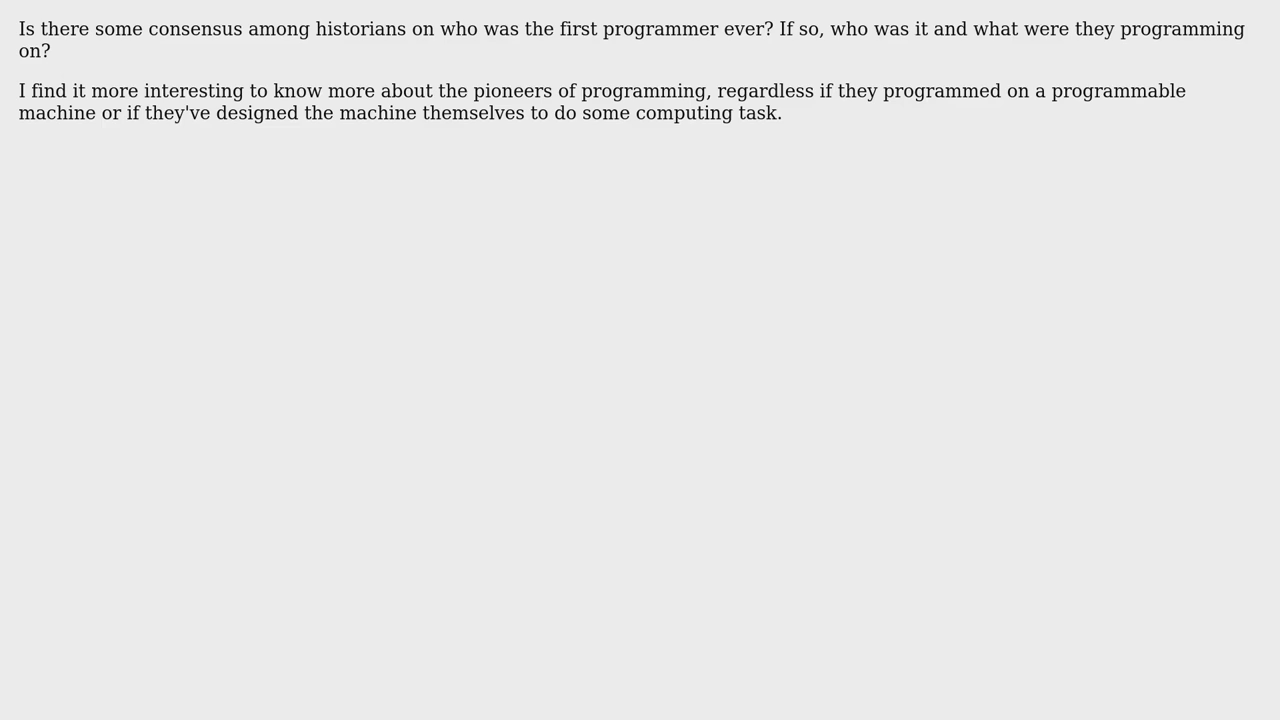 Is there some consensus among historians on who was the first programmer ever? If so, who was it and what were they programming
on?
I find it more interesting to know more about the pioneers of programming, regardless if they programmed on a programmable
machine or if they've designed the machine themselves to do some computing task.